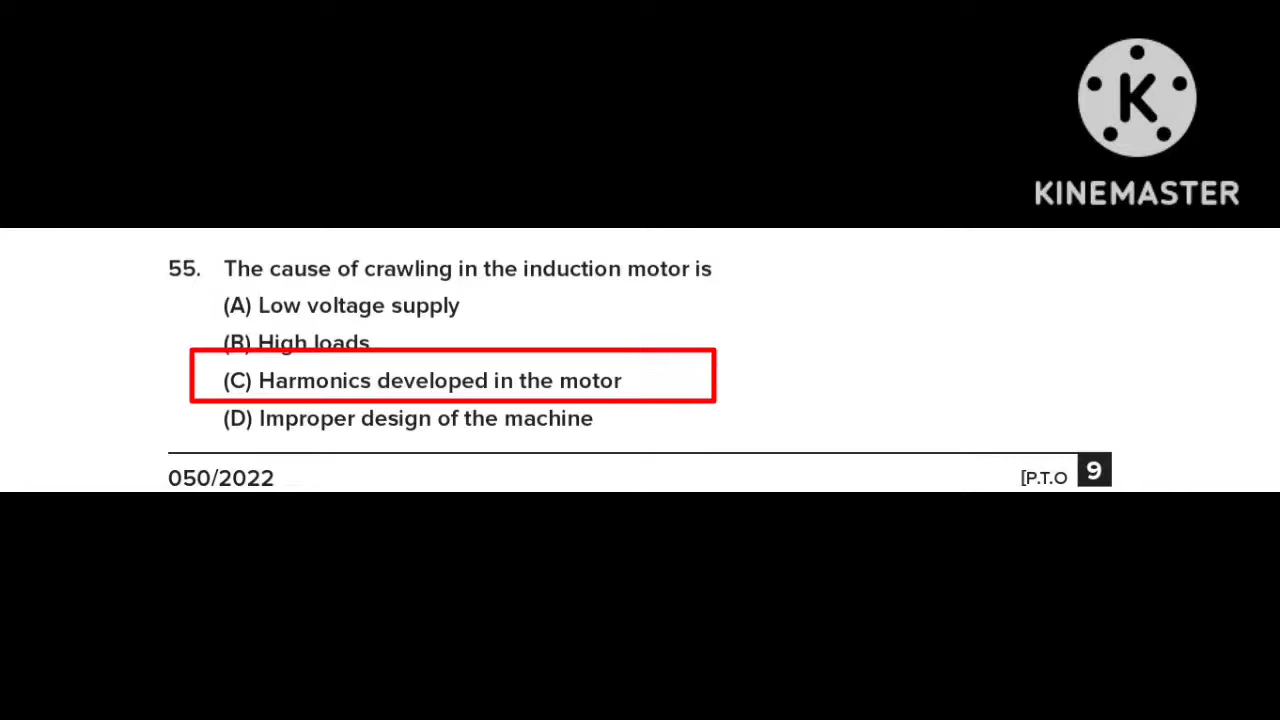 K
KINEMASTER
55. The cause of crawling in the induction motor is
(A) Low voltage supply
(B) High loads
(C) Harmonics developed in the motor
(D) Improper design of the machine
050/2022 [P.T.O 9